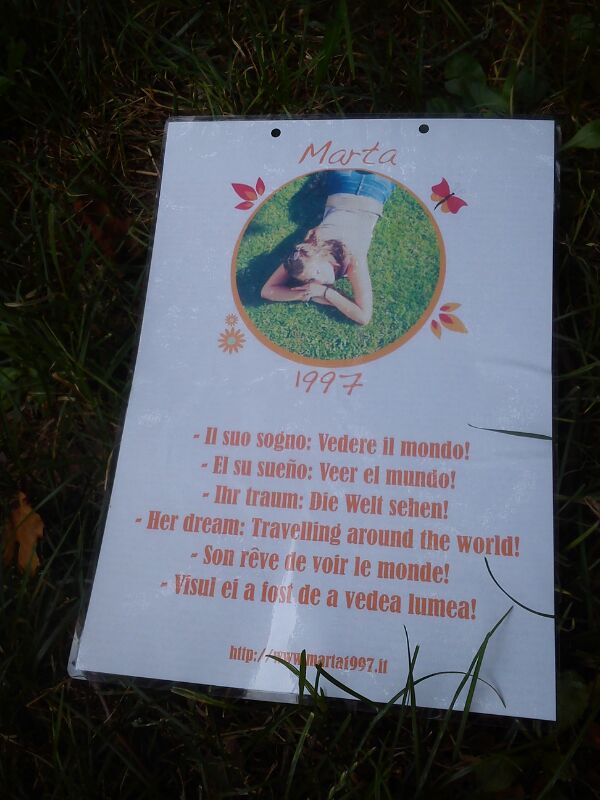 Marta
1997
- Il suo sogno: Vedere il mondo!
- El su sueño: Veer el mundo!
- Ihr traum: Die Welt sehen!
- Her dream: Travelling around the world!
- Son rêve de voir le monde!
- Visul ei a fost de a vedea lumea!
http://www.marta1997.it